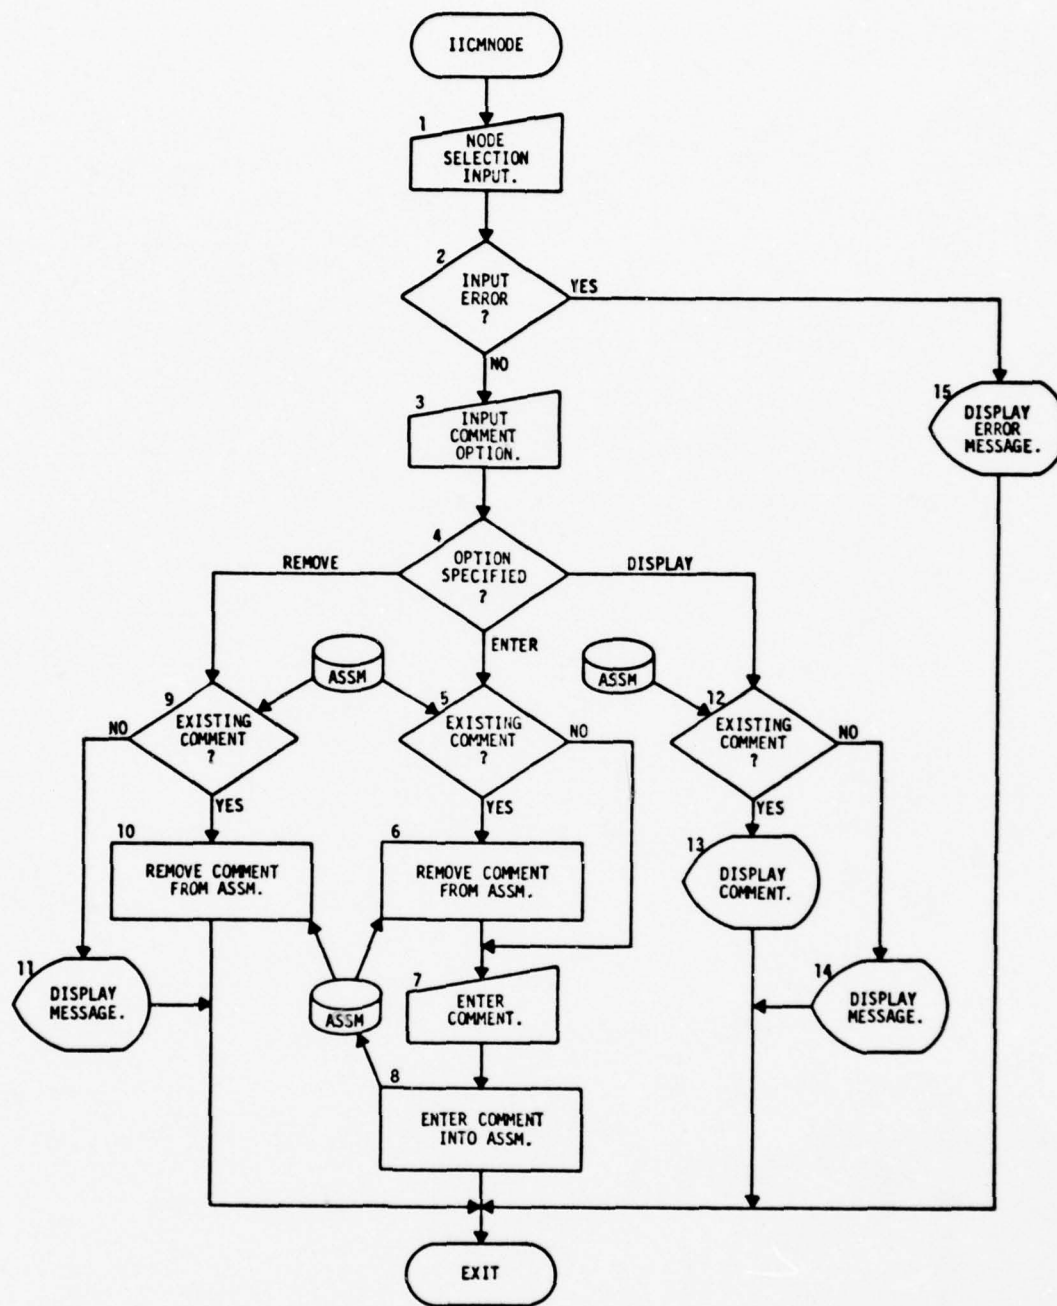 IICMNODE
1
NODE
SELECTION
INPUT.
2
INPUT
ERROR
?
YES
NO
3
INPUT
COMMENT
OPTION.
15
DISPLAY
ERROR
MESSAGE.
4
OPTION
SPECIFIED
?
REMOVE
DISPLAY
ENTER
ASSM
ASSM
9
EXISTING
COMMENT
?
NO
YES
5
EXISTING
COMMENT
?
NO
YES
12
EXISTING
COMMENT
?
NO
YES
10
REMOVE COMMENT
FROM ASSM.
6
REMOVE COMMENT
FROM ASSM.
13
DISPLAY
COMMENT.
11
DISPLAY
MESSAGE.
ASSM
7
ENTER
COMMENT.
14
DISPLAY
MESSAGE.
8
ENTER COMMENT
INTO ASSM.
EXIT